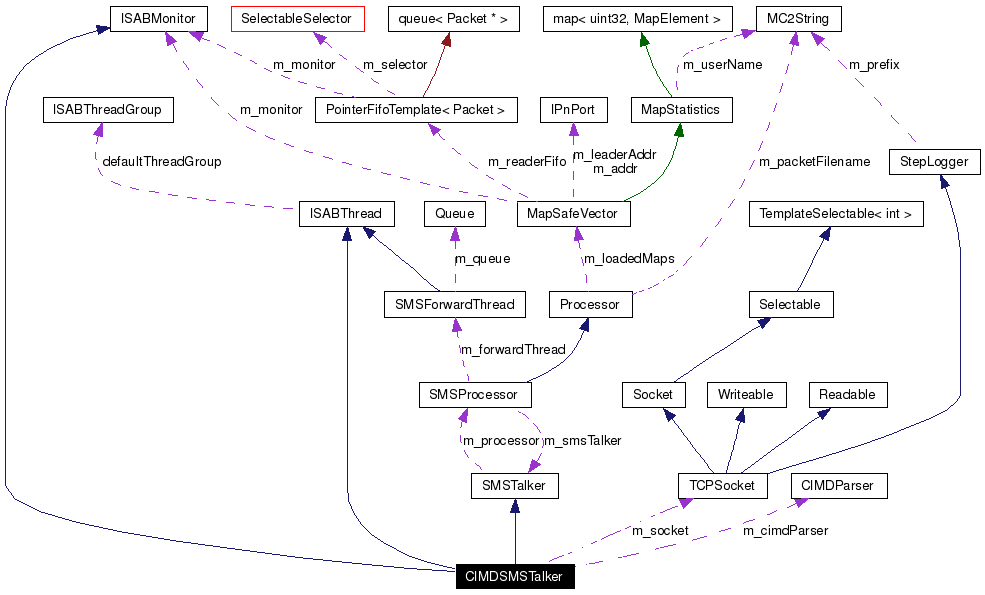 ISABMonitor
SelectableSelector
queue< Packet * >
map< uint32, MapElement >
MC2String
m_monitor
m_selector
m_userName
m_prefix
ISABThreadGroup
m_monitor
PointerFifoTemplate< Packet >
IPnPort
MapStatistics
defaultThreadGroup
m_readerFifo
m_leaderAddr
m_addr
m_packetFilename
StepLogger
ISABThread
Queue
MapSafeVector
TemplateSelectable< int >
m_queue
m_loadedMaps
SMSForwardThread
Processor
Selectable
m_forwardThread
SMSProcessor
Socket
Writeable
Readable
m_processor
m_smsTalker
SMSTalker
TCPSocket
CIMDParser
m_socket
m_cimdParser
CIMDSMSTalker